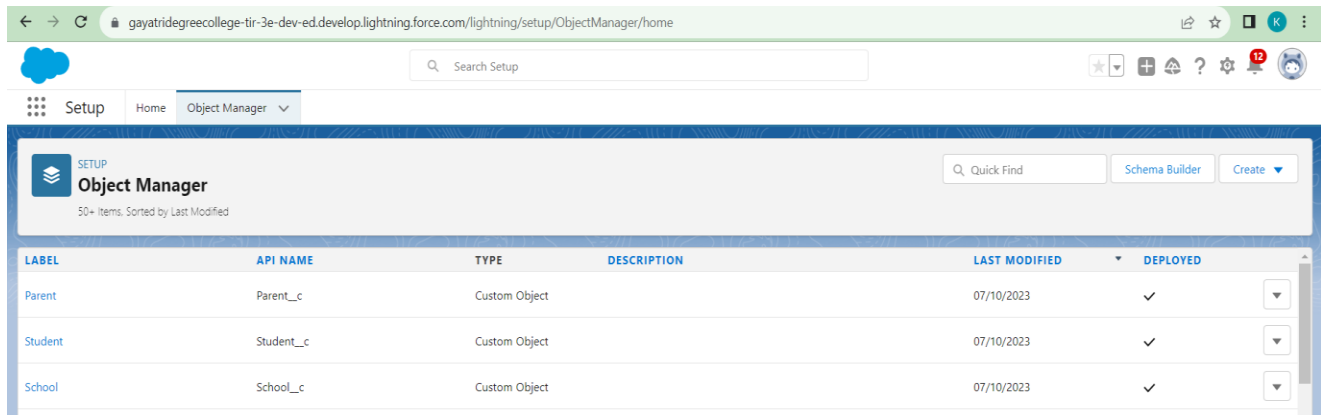 gayatridegreecollege-tir-3e-dev-ed.develop.lightning.force.com/lightning/setup/ObjectManager/home
K
Search Setup
12
Setup Home Object Manager
SETUP
Object Manager
50+ Items, Sorted by Last Modified
Quick Find Schema Builder Create
LABEL API NAME TYPE DESCRIPTION LAST MODIFIED DEPLOYED
Parent Parent__c Custom Object 07/10/2023
Student Student__c Custom Object 07/10/2023
School School__c Custom Object 07/10/2023